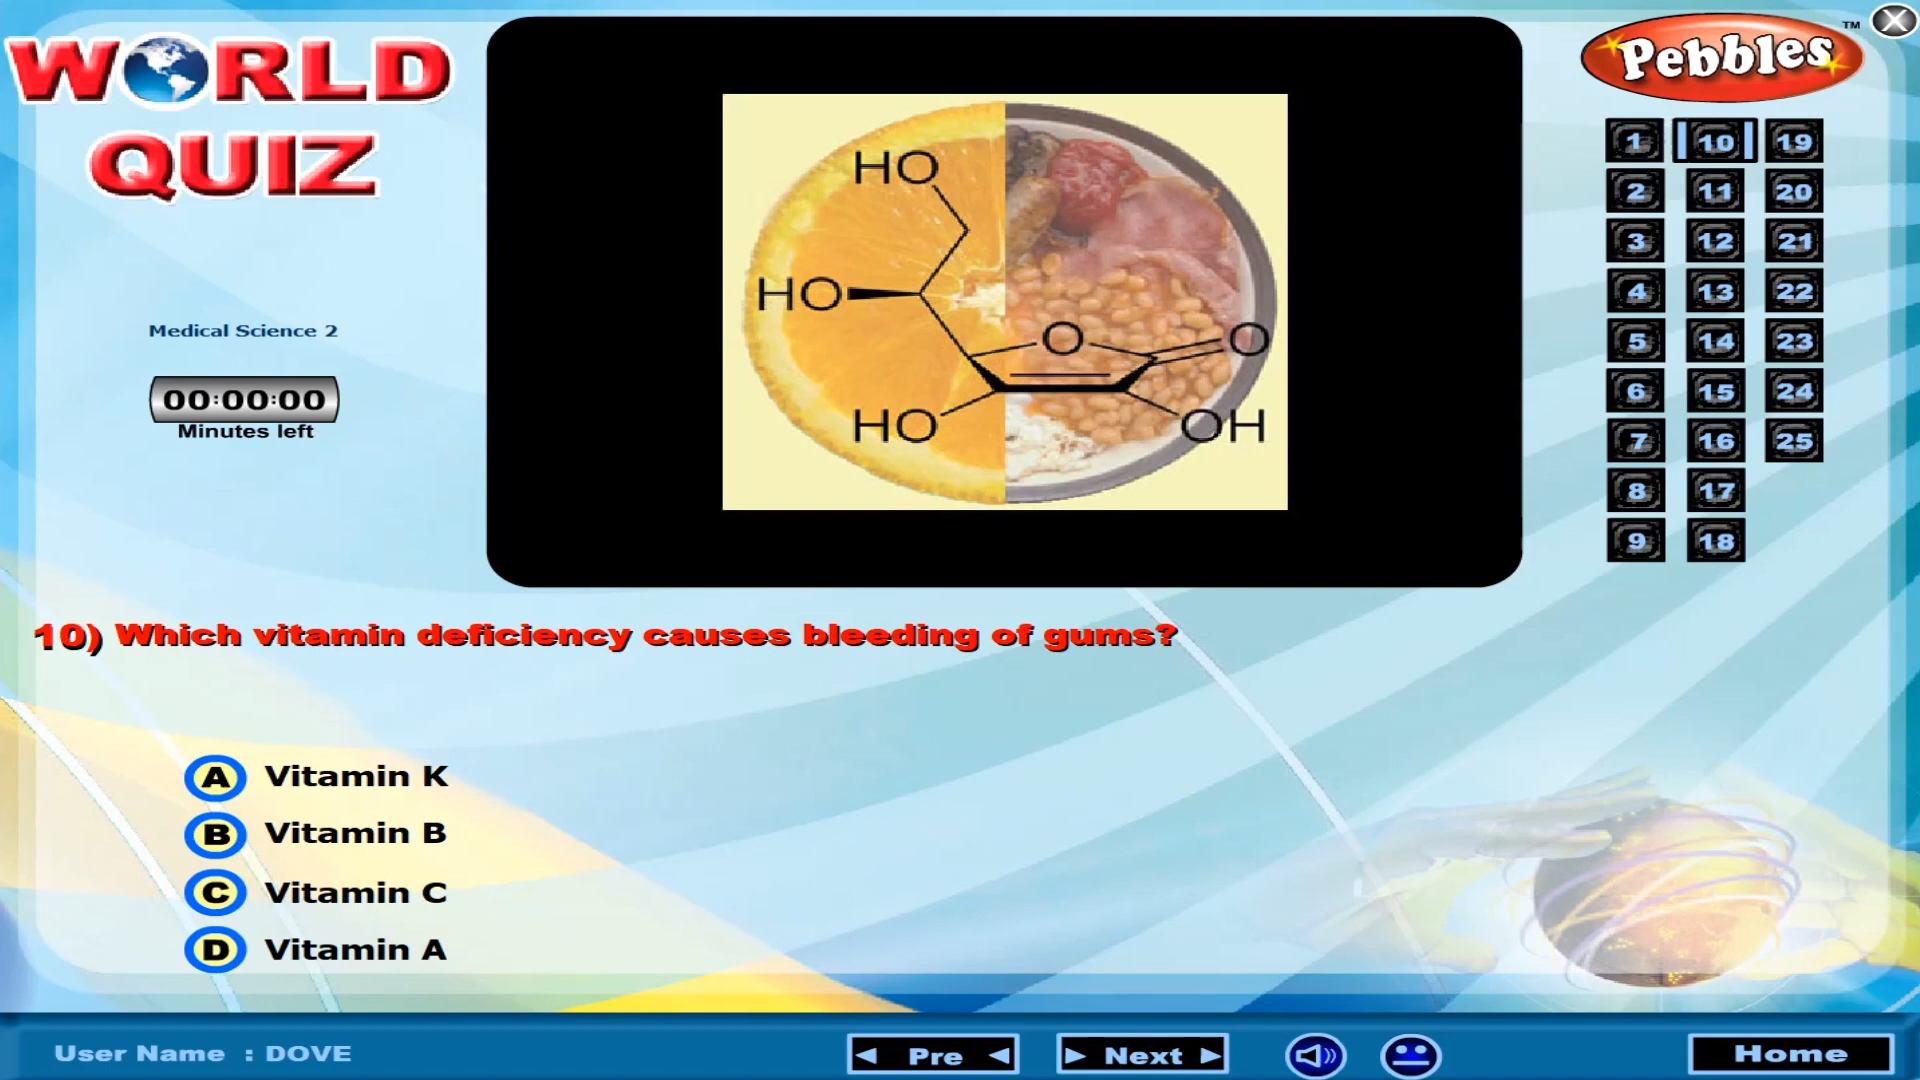 WORLD
QUIZ
Pebbles™
HO
HO
O
O
HO
OH
Medical Science 2
00:00:00
Minutes left
1 10 19
2 11 20
3 12 21
4 13 22
5 14 23
6 15 24
7 16 25
8 17
9 18
10) Which vitamin deficiency causes bleeding of gums?
A Vitamin K
B Vitamin B
C Vitamin C
D Vitamin A
User Name : DOVE
Pre
Next
Home